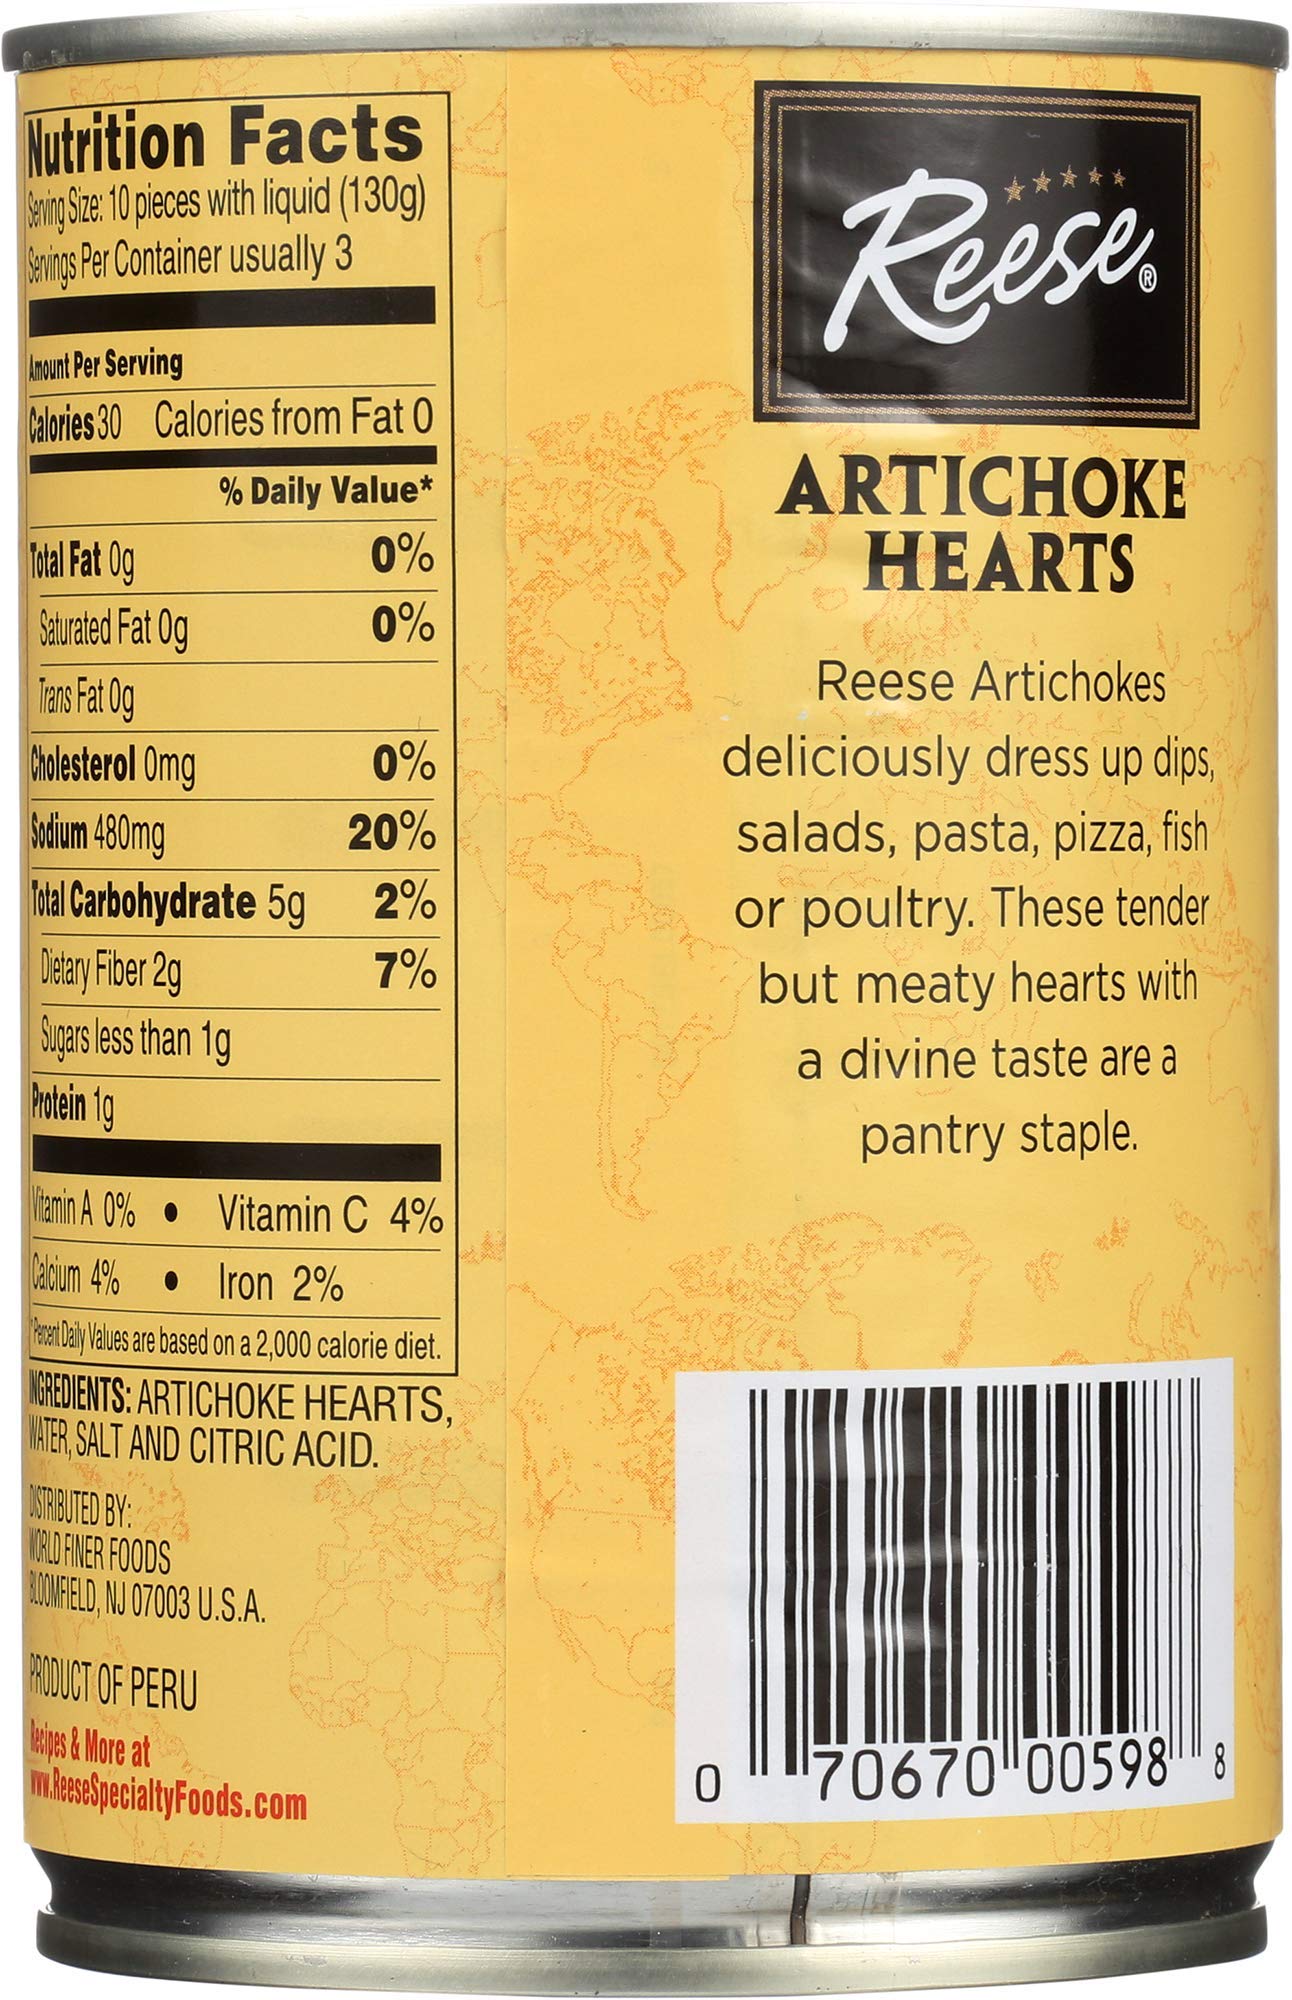 Nutrition Facts
Serving Size: 10 pieces with liquid (130g)
Servings Per Container usually 3
Amount Per Serving
Calories 30 Calories from Fat 0
% Daily Value*
Total Fat 0g 0%
Saturated Fat 0g 0%
Trans Fat 0g
Cholesterol 0mg 0%
Sodium 480mg 20%
Total Carbohydrate 5g 2%
Dietary Fiber 2g 7%
Sugars less than 1g
Protein 1g
Vitamin A 0% • Vitamin C 4%
Calcium 4% • Iron 2%
*Percent Daily Values are based on a 2,000 calorie diet.
INGREDIENTS: ARTICHOKE HEARTS,
WATER, SALT AND CITRIC ACID.
DISTRIBUTED BY:
WORLD FINER FOODS
BLOOMFIELD, NJ 07003 U.S.A.
PRODUCT OF PERU
Recipes & More at
www.ReeseSpecialtyFoods.com
Reese®
ARTICHOKE
HEARTS
Reese Artichokes
deliciously dress up dips,
salads, pasta, pizza, fish
or poultry. These tender
but meaty hearts with
a divine taste are a
pantry staple.
0 70670 00598 8